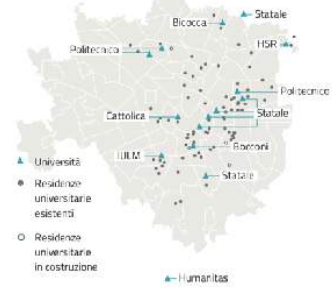 Statale
Bicocca
HSR
Politecnico
Politecnico
Cattolica
Statale
IULM
Bocconi
Statale
Università
Residenze
universitarie
esistenti
Residenze
universitarie
in costruzione
Humanitas